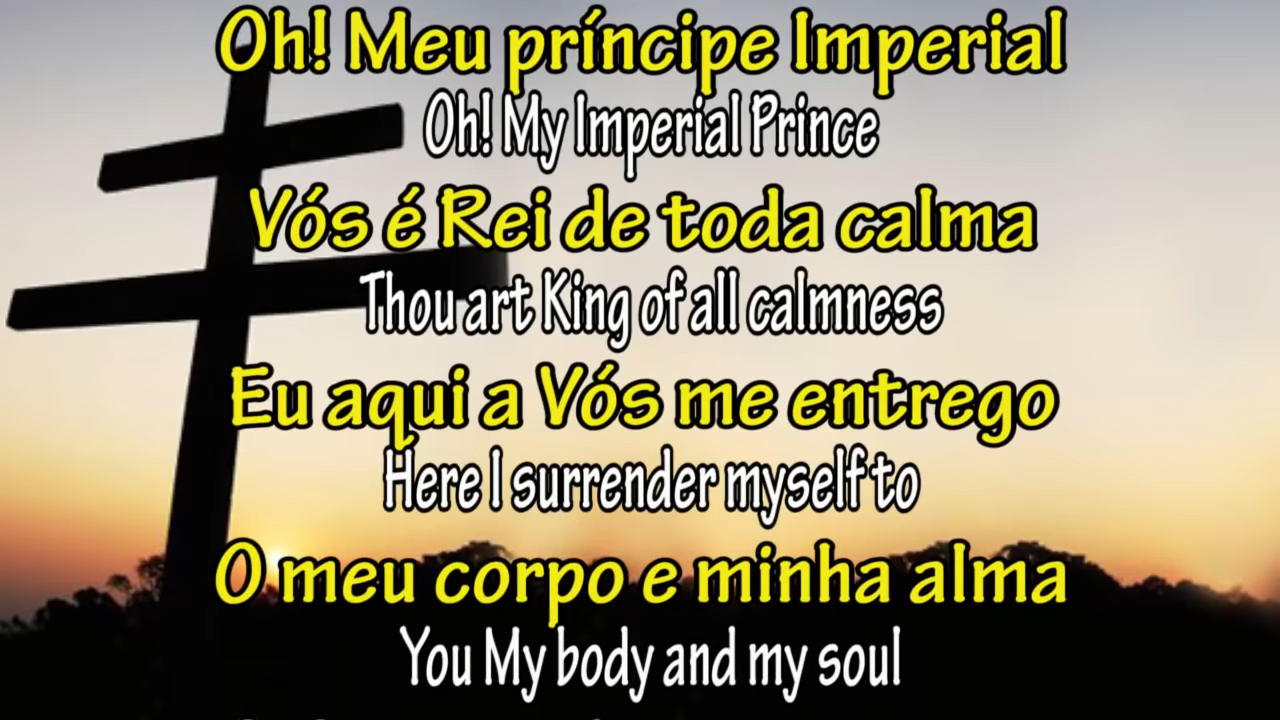 Oh! Meu príncipe Imperial
Oh! My Imperial Prince
Vós é Rei de toda calma
Thou art King of all calmness
Eu aqui a Vós me entrego
Here I surrender myself to
O meu corpo e minha alma
You My body and my soul